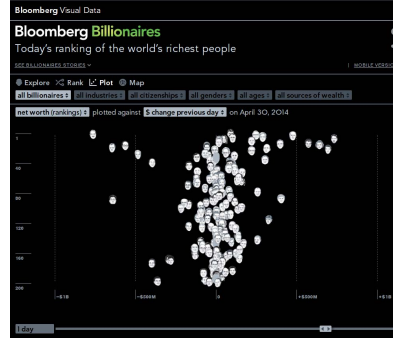 Bloomberg Visual Data
Bloomberg Billionaires
Today's ranking of the world's richest people
SEE BILLIONAIRES STORIES
MOBILE VERSIO
Explore Rank Plot Map
all billionaires all industries all citizenships all genders all ages all sources of wealth
net worth (rankings) plotted against $ change previous day on April 30, 2014
1
40
80
120
160
200
-$1B
-$500M
0
+$500M
+$1B
1 day